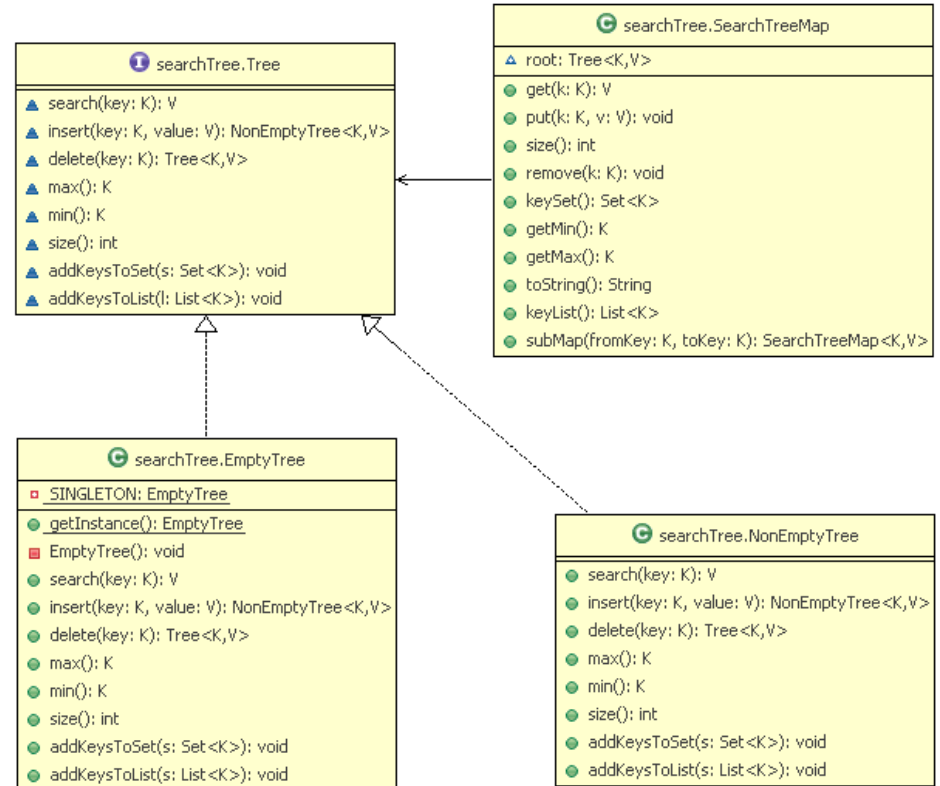 searchTree.Tree
search(key: K): V
insert(key: K, value: V): NonEmptyTree<K,V>
delete(key: K): Tree<K,V>
max(): K
min(): K
size(): int
addKeysToSet(s: Set<K>): void
addKeysToList(l: List<K>): void
C searchTree.SearchTreeMap
root: Tree<K,V>
get(k: K): V
put(k: K, v: V): void
size(): int
remove(k: K): void
keySet(): Set<K>
getMin(): K
getMax(): K
toString(): String
keyList(): List<K>
subMap(fromKey: K, toKey: K): SearchTreeMap<K,V>
C searchTree.EmptyTree
SINGLETON: EmptyTree
getInstance(): EmptyTree
EmptyTree(): void
search(key: K): V
insert(key: K, value: V): NonEmptyTree<K,V>
delete(key: K): Tree<K,V>
max(): K
min(): K
size(): int
addKeysToSet(s: Set<K>): void
addKeysToList(s: List<K>): void
C searchTree.NonEmptyTree
search(key: K): V
insert(key: K, value: V): NonEmptyTree<K,V>
delete(key: K): Tree<K,V>
max(): K
min(): K
size(): int
addKeysToSet(s: Set<K>): void
addKeysToList(s: List<K>): void